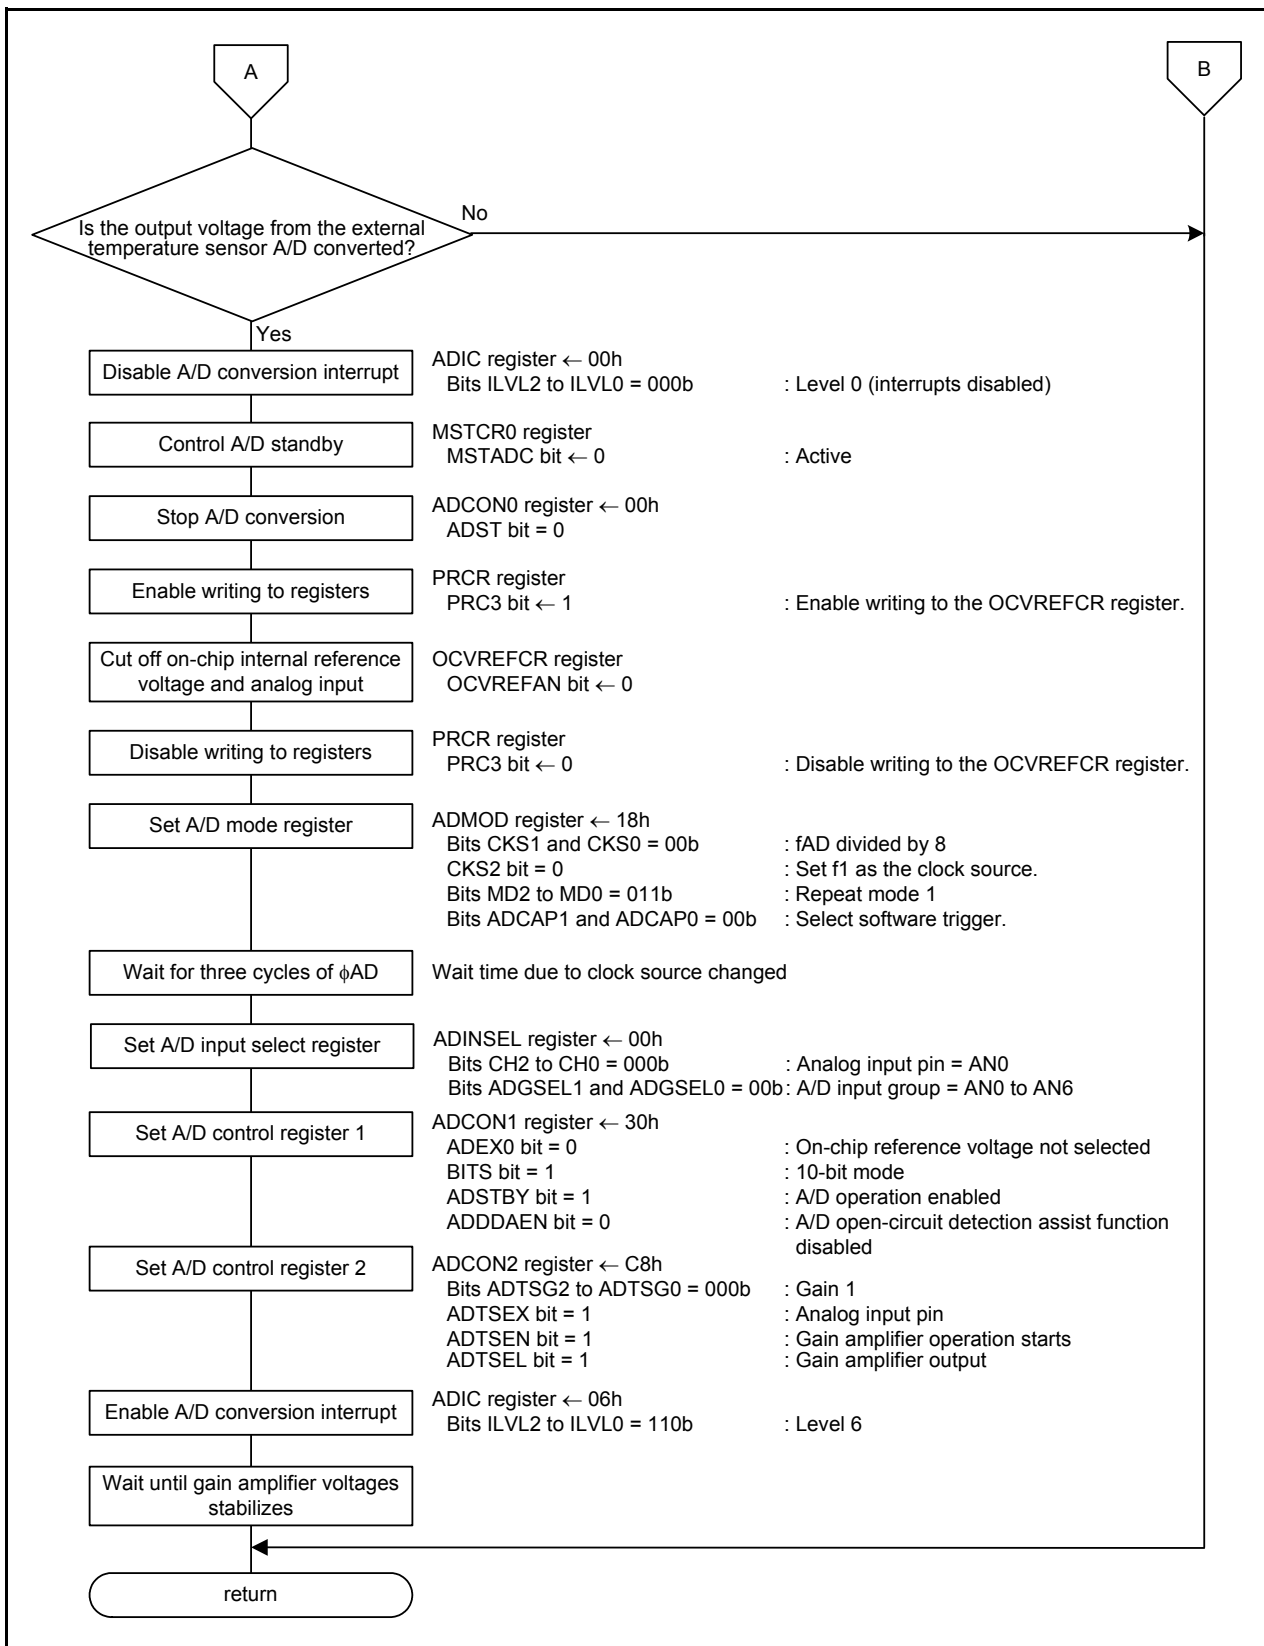 A
B
Is the output voltage from the external
temperature sensor A/D converted?
No
Yes
Disable A/D conversion interrupt
ADIC register ← 00h
Bits ILVL2 to ILVL0 = 000b : Level 0 (interrupts disabled)
Control A/D standby
MSTCR0 register
MSTADC bit ← 0 : Active
Stop A/D conversion
ADCON0 register ← 00h
ADST bit = 0
Enable writing to registers
PRCR register
PRC3 bit ← 1 : Enable writing to the OCVREFCR register.
Cut off on-chip internal reference
voltage and analog input
OCVREFCR register
OCVREFAN bit ← 0
Disable writing to registers
PRCR register
PRC3 bit ← 0 : Disable writing to the OCVREFCR register.
Set A/D mode register
ADMOD register ← 18h
Bits CKS1 and CKS0 = 00b : fAD divided by 8
CKS2 bit = 0 : Set f1 as the clock source.
Bits MD2 to MD0 = 011b : Repeat mode 1
Bits ADCAP1 and ADCAP0 = 00b : Select software trigger.
Wait for three cycles of ϕAD
Wait time due to clock source changed
Set A/D input select register
ADINSEL register ← 00h
Bits CH2 to CH0 = 000b : Analog input pin = AN0
Bits ADGSEL1 and ADGSEL0 = 00b : A/D input group = AN0 to AN6
Set A/D control register 1
ADCON1 register ← 30h
ADEX0 bit = 0 : On-chip reference voltage not selected
BITS bit = 1 : 10-bit mode
ADSTBY bit = 1 : A/D operation enabled
ADDDAEN bit = 0 : A/D open-circuit detection assist function
disabled
Set A/D control register 2
ADCON2 register ← C8h
Bits ADTSG2 to ADTSG0 = 000b : Gain 1
ADTSEX bit = 1 : Analog input pin
ADTSEN bit = 1 : Gain amplifier operation starts
ADTSEL bit = 1 : Gain amplifier output
Enable A/D conversion interrupt
ADIC register ← 06h
Bits ILVL2 to ILVL0 = 110b : Level 6
Wait until gain amplifier voltages
stabilizes
return